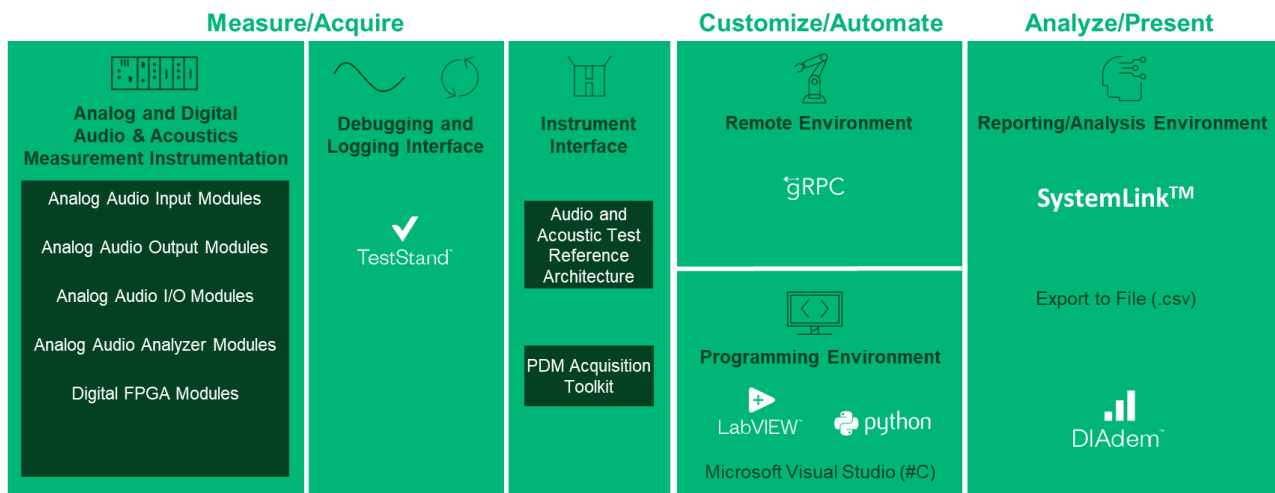 Measure/Acquire
Customize/Automate
Analyze/Present
Analog and Digital
Audio & Acoustics
Measurement Instrumentation
Analog Audio Input Modules
Analog Audio Output Modules
Analog Audio I/O Modules
Analog Audio Analyzer Modules
Digital FPGA Modules
Debugging and
Logging Interface
TestStand™
Instrument
Interface
Audio and
Acoustic Test
Reference
Architecture
PDM Acquisition
Toolkit
Remote Environment
gRPC
Programming Environment
LabVIEW™
python
Microsoft Visual Studio (#C)
Reporting/Analysis Environment
SystemLink™
Export to File (.csv)
DIAdem™